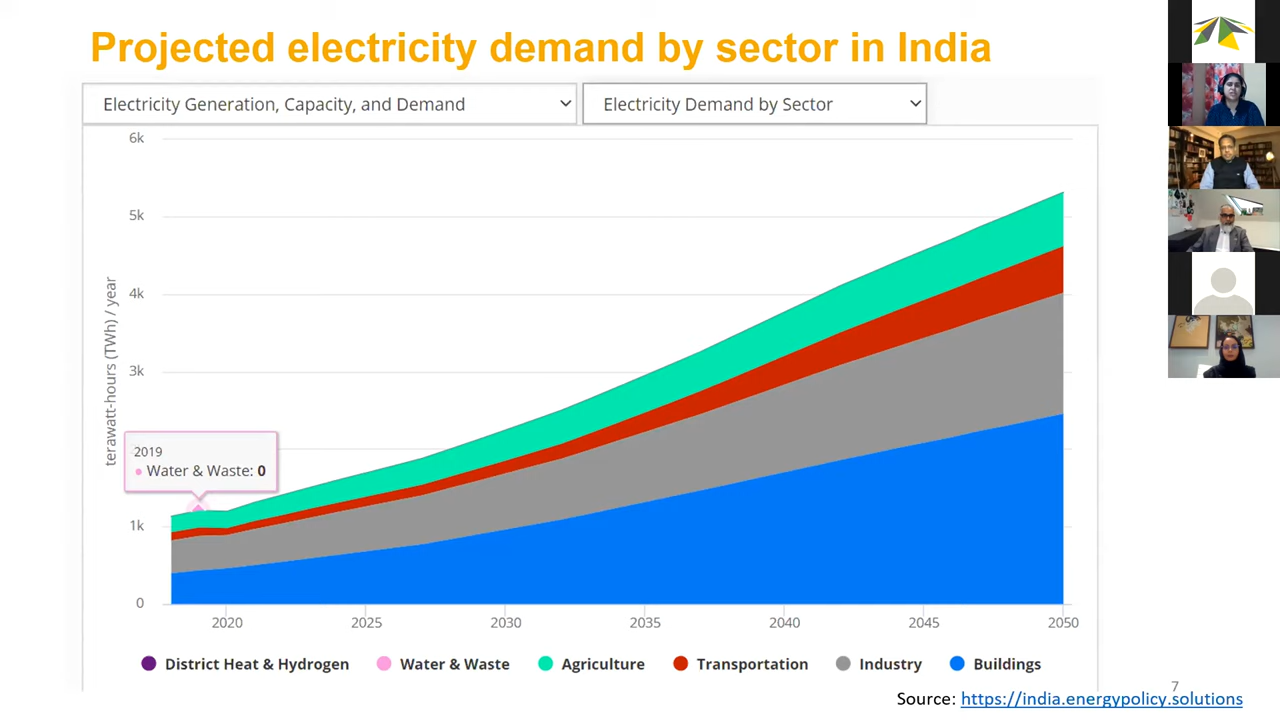 Projected electricity demand by sector in India
Electricity Generation, Capacity, and Demand
Electricity Demand by Sector
6k
5k
4k
3k
1k
0
terawatt-hours (TWh) / year
2019
Water & Waste: 0
2020
2025
2030
2035
2040
2045
2050
District Heat & Hydrogen
Water & Waste
Agriculture
Transportation
Industry
Buildings
7
Source: https://india.energypolicy.solutions